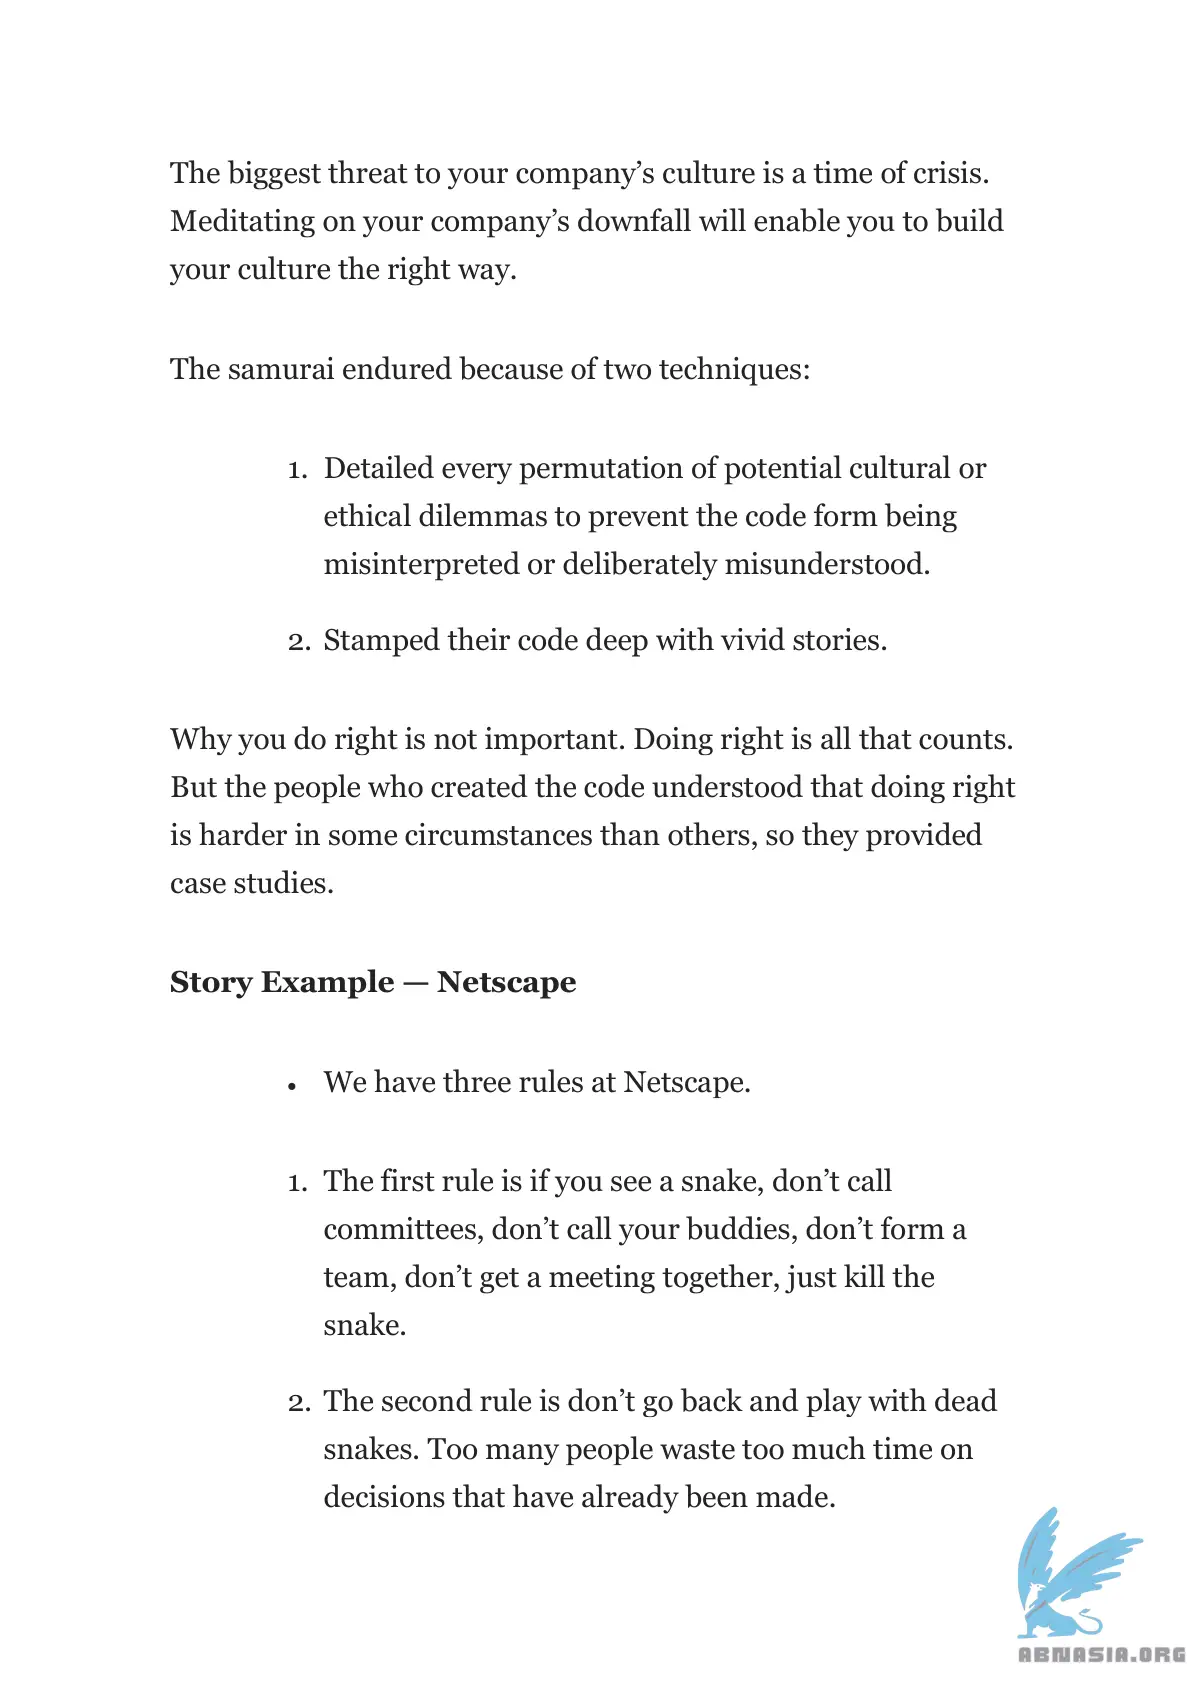 The biggest threat to your company’s culture is a time of crisis.
Meditating on your company’s downfall will enable you to build
your culture the right way.
The samurai endured because of two techniques:
1. Detailed every permutation of potential cultural or
ethical dilemmas to prevent the code form being
misinterpreted or deliberately misunderstood.
2. Stamped their code deep with vivid stories.
Why you do right is not important. Doing right is all that counts.
But the people who created the code understood that doing right
is harder in some circumstances than others, so they provided
case studies.
Story Example — Netscape
• We have three rules at Netscape.
1. The first rule is if you see a snake, don’t call
committees, don’t call your buddies, don’t form a
team, don’t get a meeting together, just kill the
snake.
2. The second rule is don’t go back and play with dead
snakes. Too many people waste too much time on
decisions that have already been made.
ABNASIA.ORG